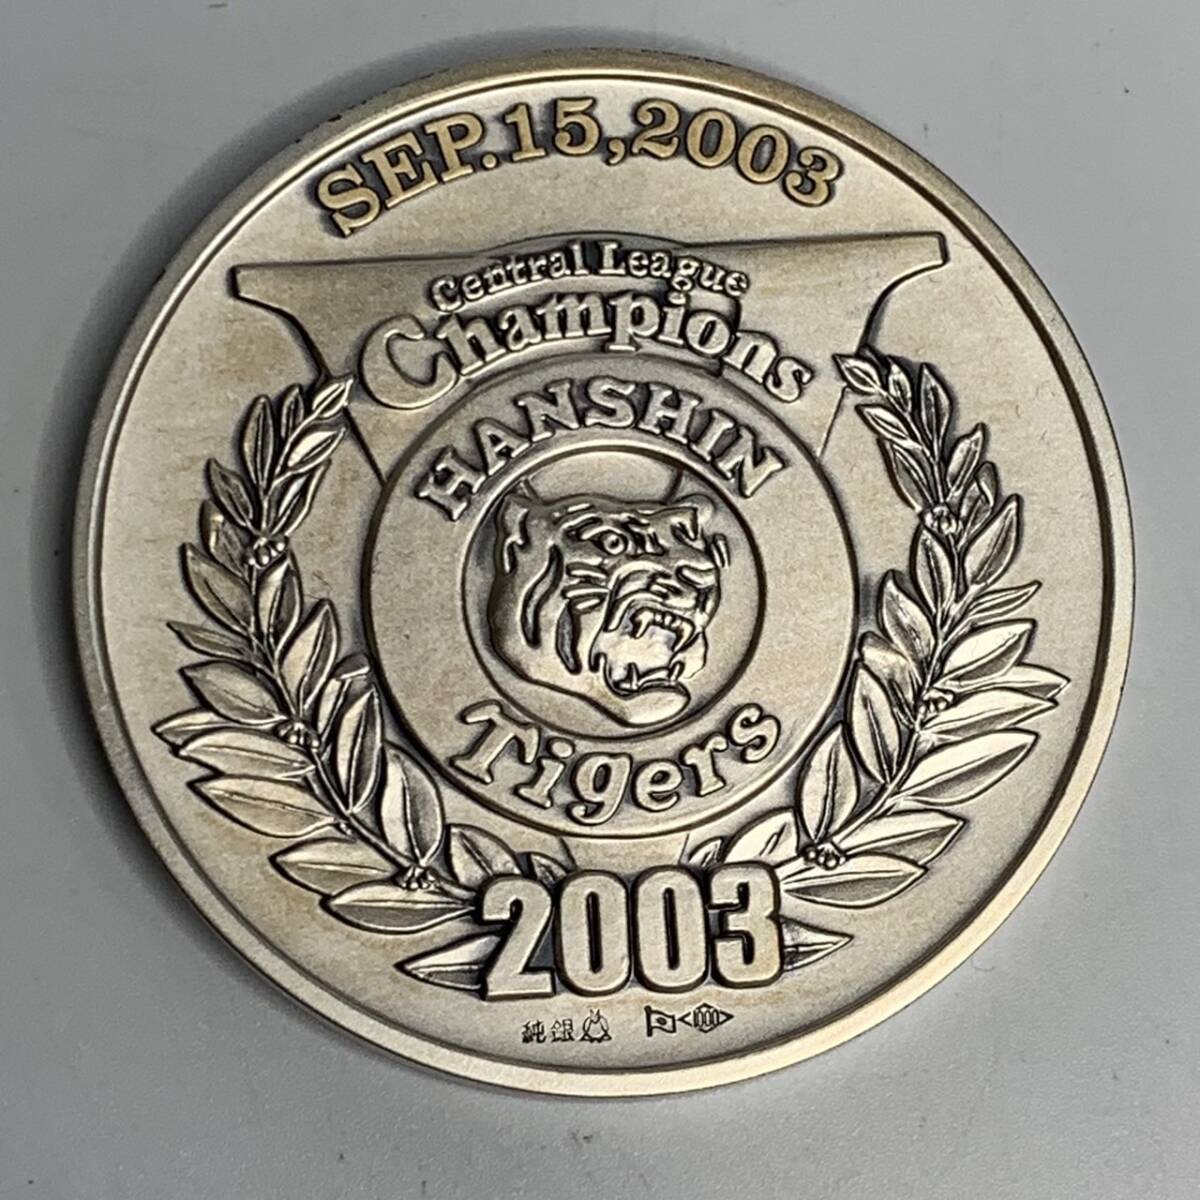 SEP.15,2003
Central League
Champions
HANSHIN
Tigers
2003
純銀 1000